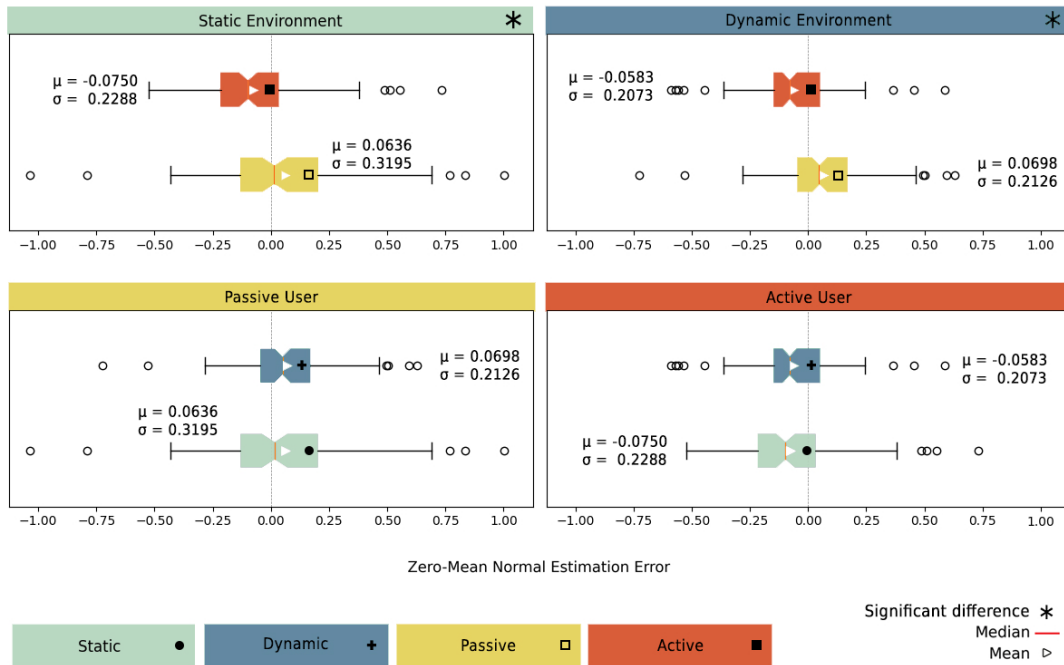 Static Environment *
Dynamic Environment *
μ = -0.0750
σ = 0.2288
μ = 0.0636
σ = 0.3195
−1.00 −0.75 −0.50 −0.25 0.00 0.25 0.50 0.75 1.00
μ = -0.0583
σ = 0.2073
μ = 0.0698
σ = 0.2126
−1.00 −0.75 −0.50 −0.25 0.00 0.25 0.50 0.75 1.00
Passive User
Active User
μ = 0.0698
σ = 0.2126
μ = 0.0636
σ = 0.3195
−1.00 −0.75 −0.50 −0.25 0.00 0.25 0.50 0.75 1.00
μ = -0.0583
σ = 0.2073
μ = -0.0750
σ = 0.2288
−1.00 −0.75 −0.50 −0.25 0.00 0.25 0.50 0.75 1.00
Zero-Mean Normal Estimation Error
Static
Dynamic
Passive
Active
Significant difference *
Median
Mean